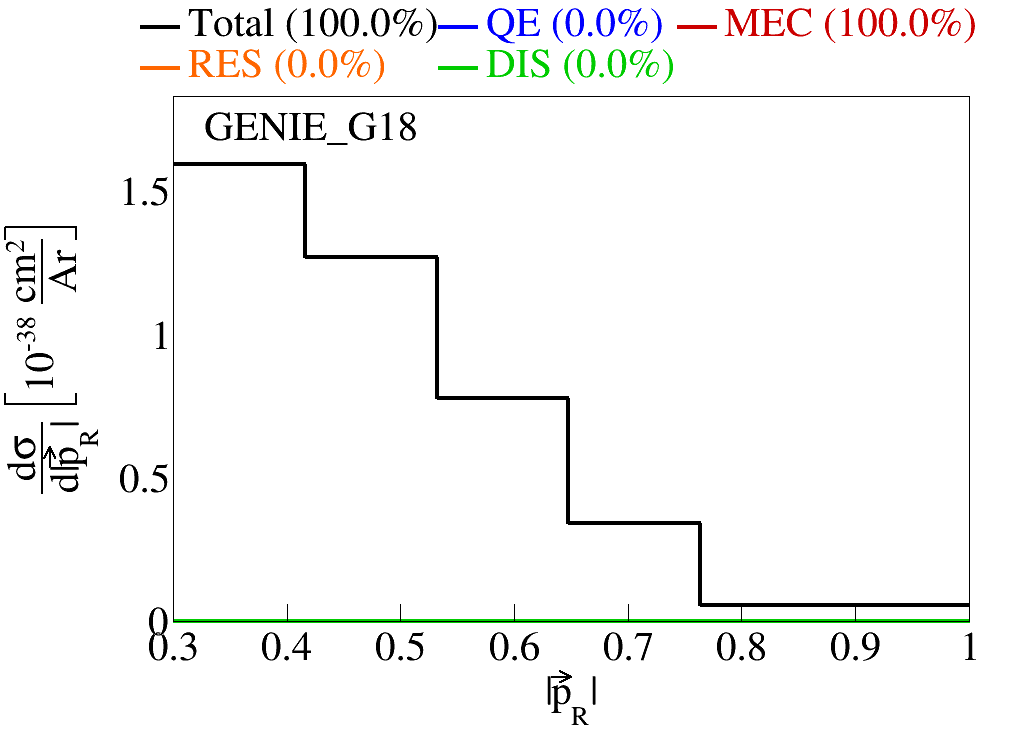 Total (100.0%) QE (0.0%) MEC (100.0%)
RES (0.0%) DIS (0.0%)
GENIE_G18
1.5
1
0.5
0
0.3 0.4 0.5 0.6 0.7 0.8 0.9 1
|p⃗_R|
dσ/d|p⃗_R| [10^-38 cm²/Ar]